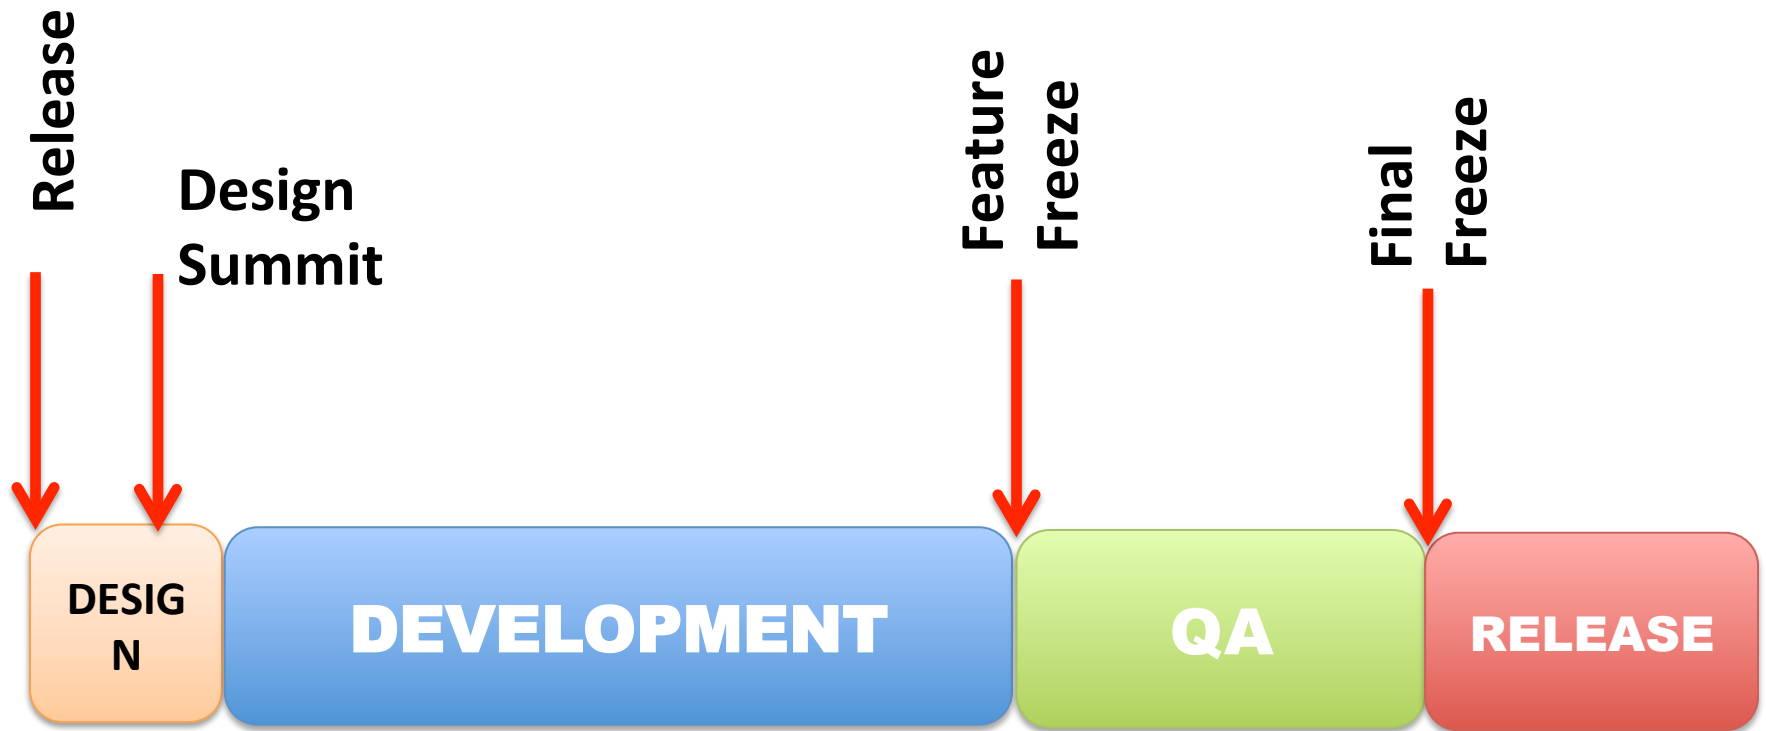 Release
Design
Summit
Feature
Freeze
Final
Freeze
DESIG
N
DEVELOPMENT
QA
RELEASE